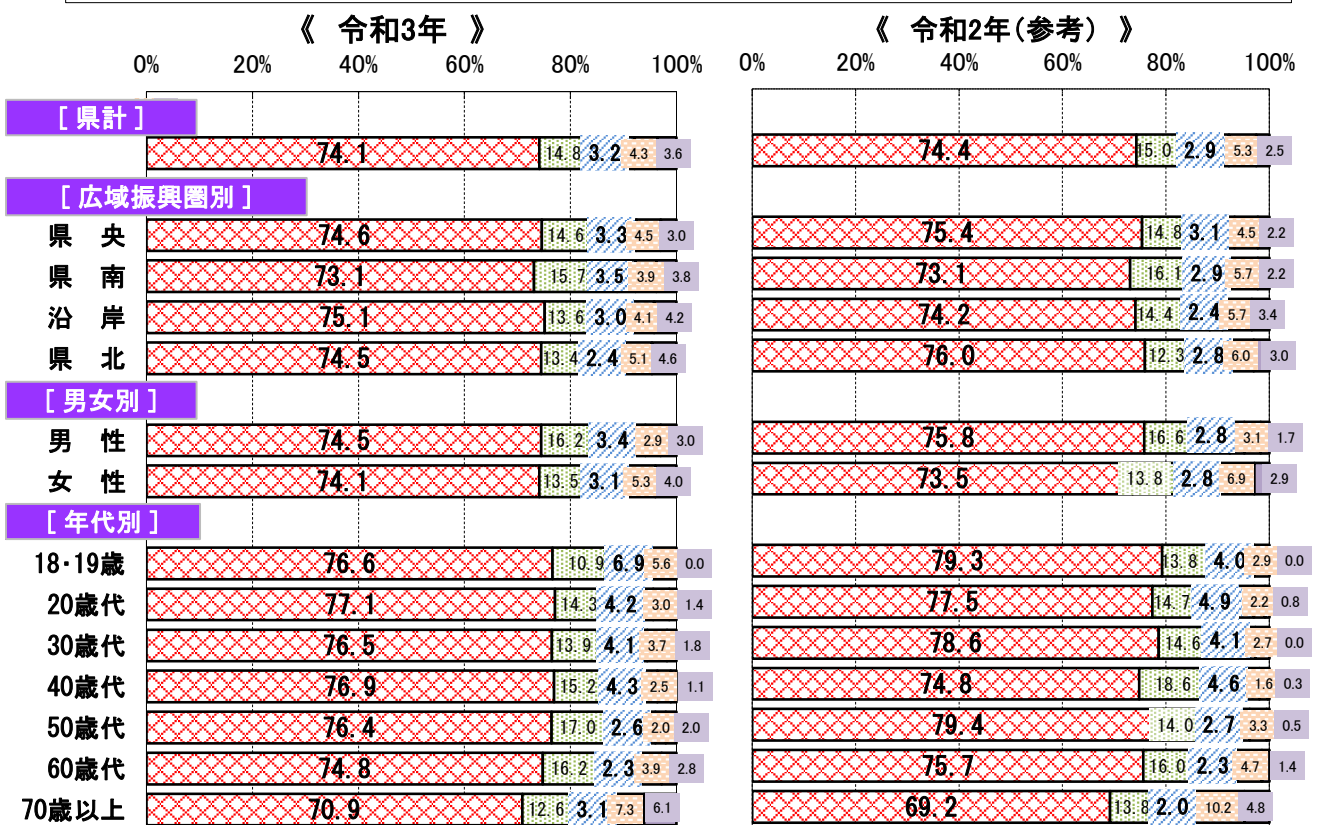 《 令和3年 》 《 令和2年(参考) 》
0% 20% 40% 60% 80% 100% 0% 20% 40% 60% 80% 100%
[ 県計 ]
74.1 14.8 3.2 4.3 3.6 74.4 15.0 2.9 5.3 2.5
[ 広域振興圏別 ]
県 央 74.6 14.6 3.3 4.5 3.0 75.4 14.8 3.1 4.5 2.2
県 南 73.1 15.7 3.5 3.9 3.8 73.1 16.1 2.9 5.7 2.2
沿 岸 75.1 13.6 3.0 4.1 4.2 74.2 14.4 2.4 5.7 3.4
県 北 74.5 13.4 2.4 5.1 4.6 76.0 12.3 2.8 6.0 3.0
[ 男女別 ]
男 性 74.5 16.2 3.4 2.9 3.0 75.8 16.6 2.8 3.1 1.7
女 性 74.1 13.5 3.1 5.3 4.0 73.5 13.8 2.8 6.9 2.9
[ 年代別 ]
18・19歳 76.6 10.9 6.9 5.6 0.0 79.3 13.8 4.0 2.9 0.0
20歳代 77.1 14.3 4.2 3.0 1.4 77.5 14.7 4.9 2.2 0.8
30歳代 76.5 13.9 4.1 3.7 1.8 78.6 14.6 4.1 2.7 0.0
40歳代 76.9 15.2 4.3 2.5 1.1 74.8 18.6 4.6 1.6 0.3
50歳代 76.4 17.0 2.6 2.0 2.0 79.4 14.0 2.7 3.3 0.5
60歳代 74.8 16.2 2.3 3.9 2.8 75.7 16.0 2.3 4.7 1.4
70歳以上 70.9 12.6 3.1 7.3 6.1 69.2 13.8 2.0 10.2 4.8